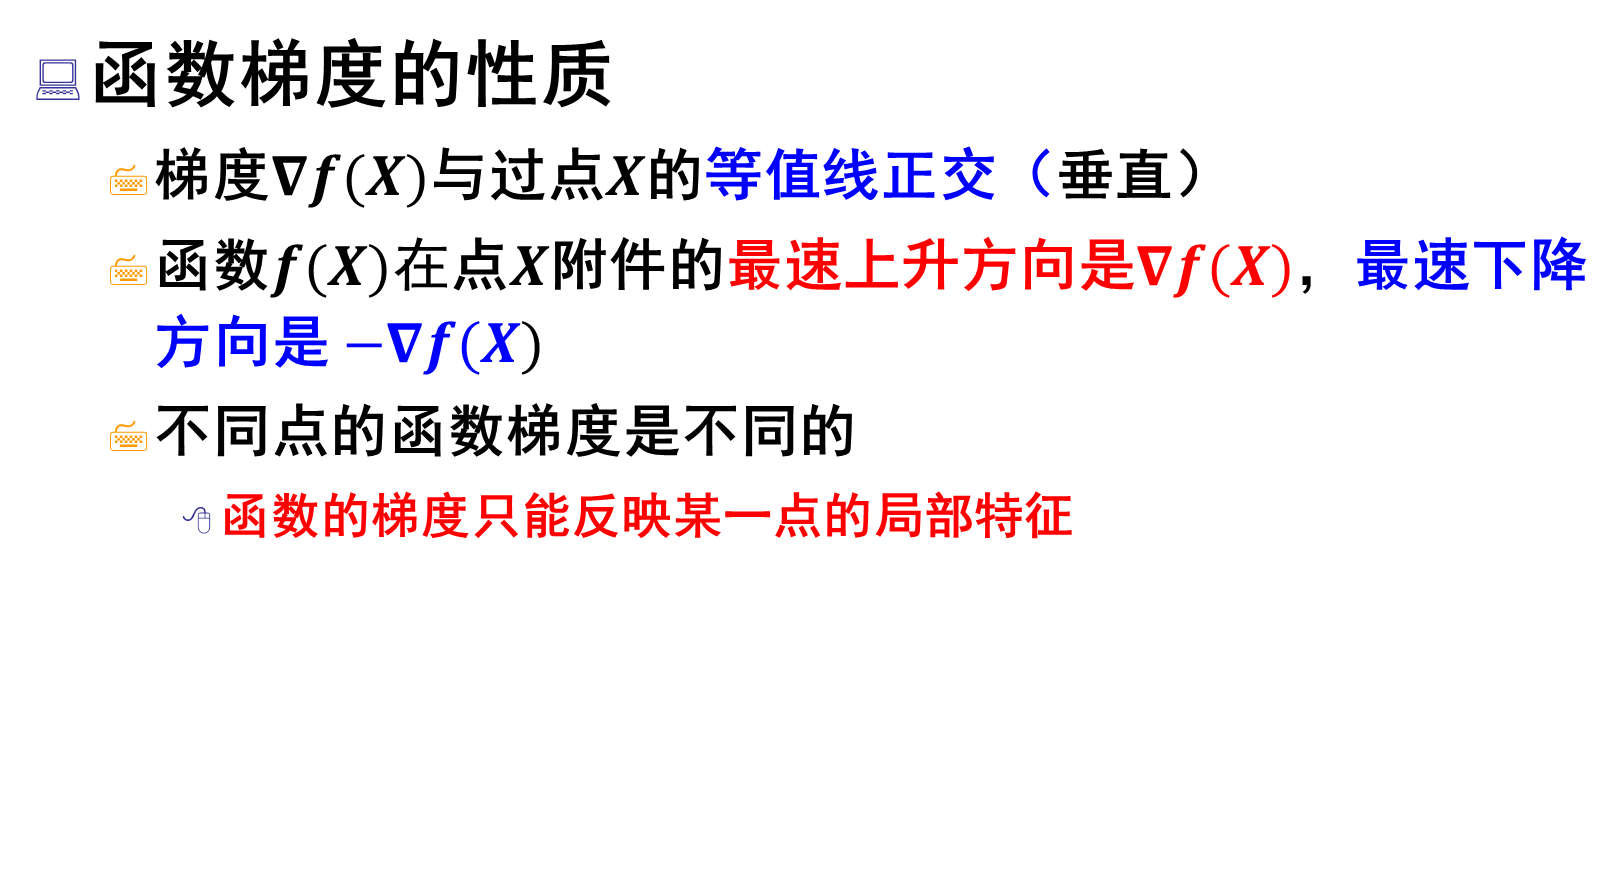 函数梯度的性质
梯度∇f(X)与过点X的等值线正交（垂直）
函数f(X)在点X附件的最速上升方向是∇f(X)，最速下降
方向是 −∇f(X)
不同点的函数梯度是不同的
函数的梯度只能反映某一点的局部特征